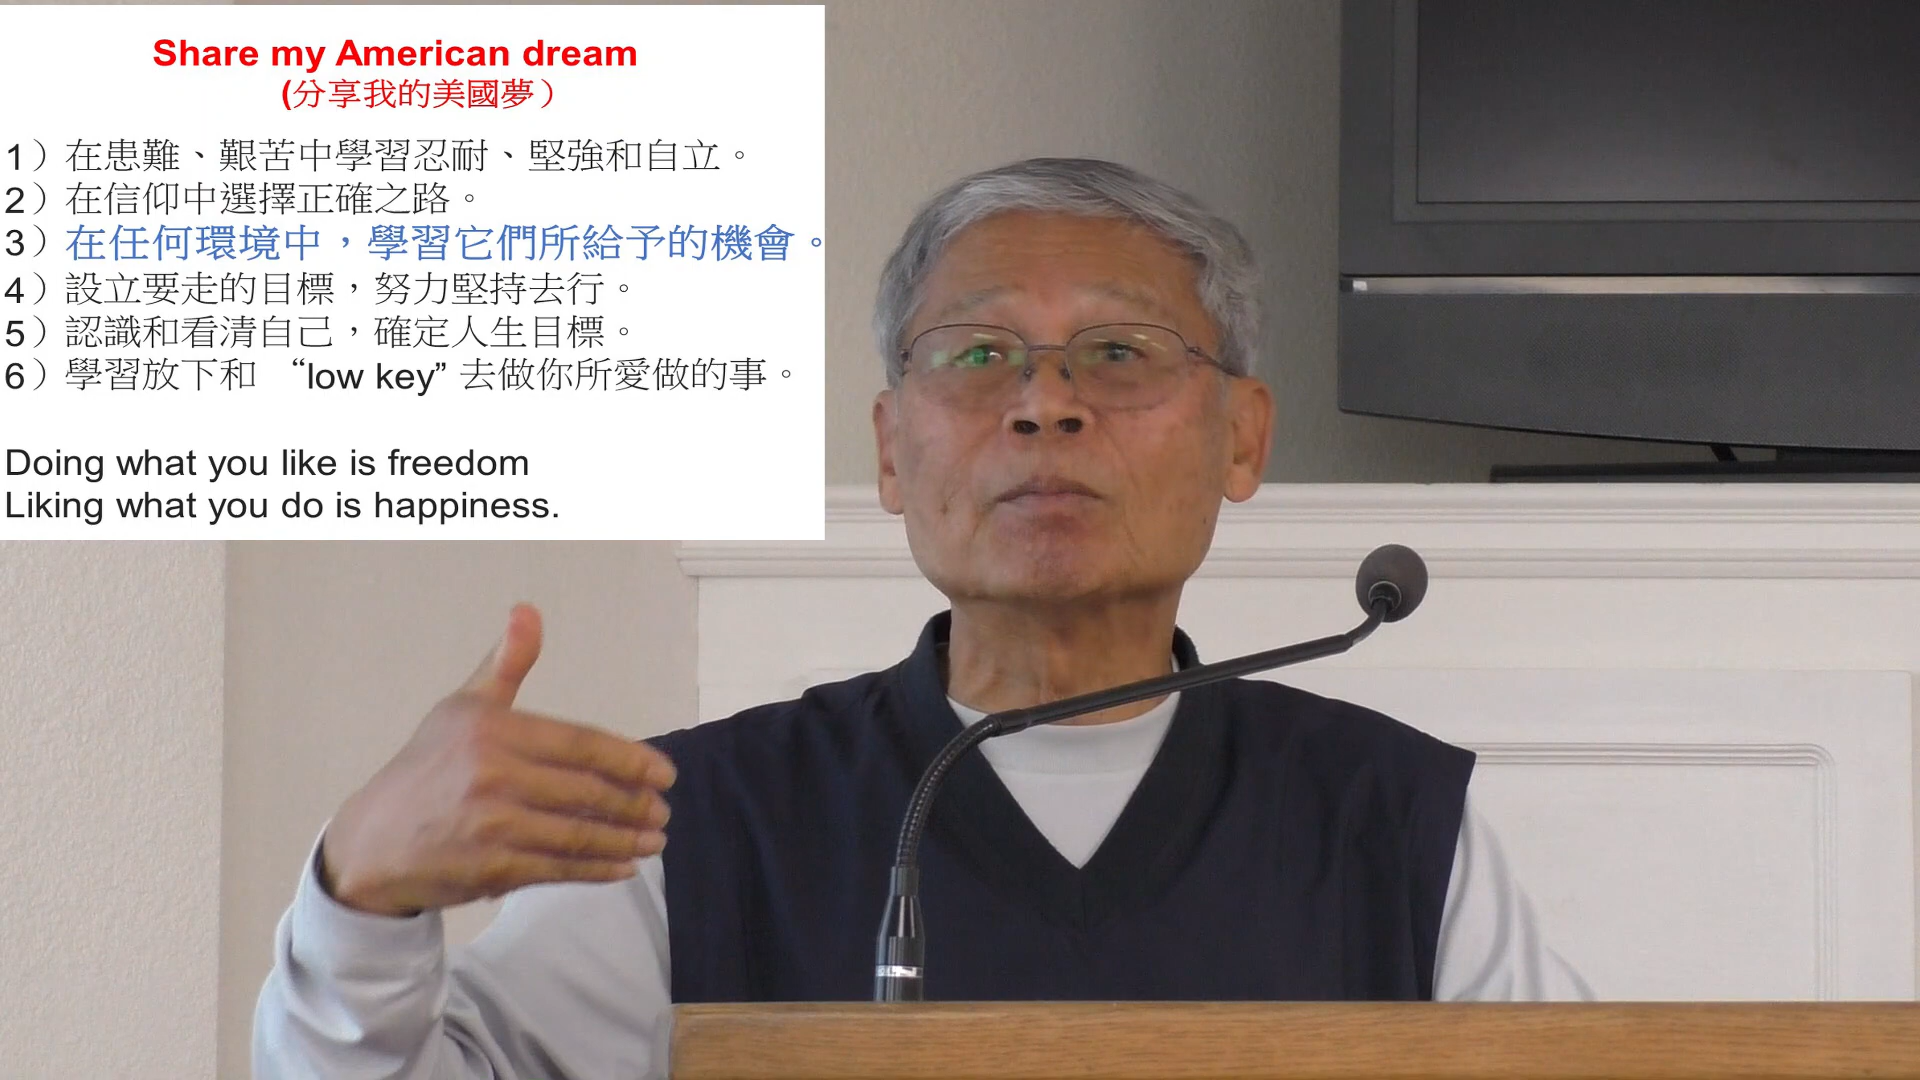 Share my American dream
(分享我的美國夢）
1）在患難、艱苦中學習忍耐、堅強和自立。
2）在信仰中選擇正確之路。
3）在任何環境中，學習它們所給予的機會。
4）設立要走的目標，努力堅持去行。
5）認識和看清自己，確定人生目標。
6）學習放下和 “low key” 去做你所愛做的事。
Doing what you like is freedom
Liking what you do is happiness.